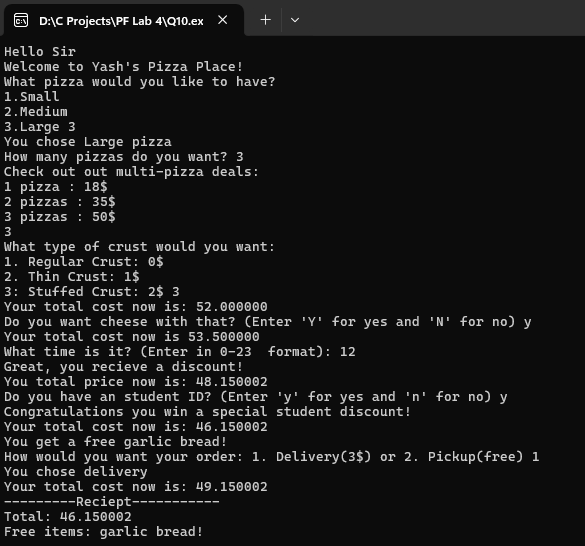 D:\C Projects\PF Lab 4\Q10.ex
Hello Sir
Welcome to Yash's Pizza Place!
What pizza would you like to have?
1.Small
2.Medium
3.Large 3
You chose Large pizza
How many pizzas do you want? 3
Check out out multi-pizza deals:
1 pizza : 18$
2 pizzas : 35$
3 pizzas : 50$
3
What type of crust would you want:
1. Regular Crust: 0$
2. Thin Crust: 1$
3: Stuffed Crust: 2$ 3
Your total cost now is: 52.000000
Do you want cheese with that? (Enter 'Y' for yes and 'N' for no) y
Your total cost now is 53.500000
What time is it? (Enter in 0-23  format): 12
Great, you recieve a discount!
You total price now is: 48.150002
Do you have an student ID? (Enter 'y' for yes and 'n' for no) y
Congratulations you win a special student discount!
Your total cost now is: 46.150002
You get a free garlic bread!
How would you want your order: 1. Delivery(3$) or 2. Pickup(free) 1
You chose delivery
Your total cost now is: 49.150002
---------Reciept-----------
Total: 46.150002
Free items: garlic bread!